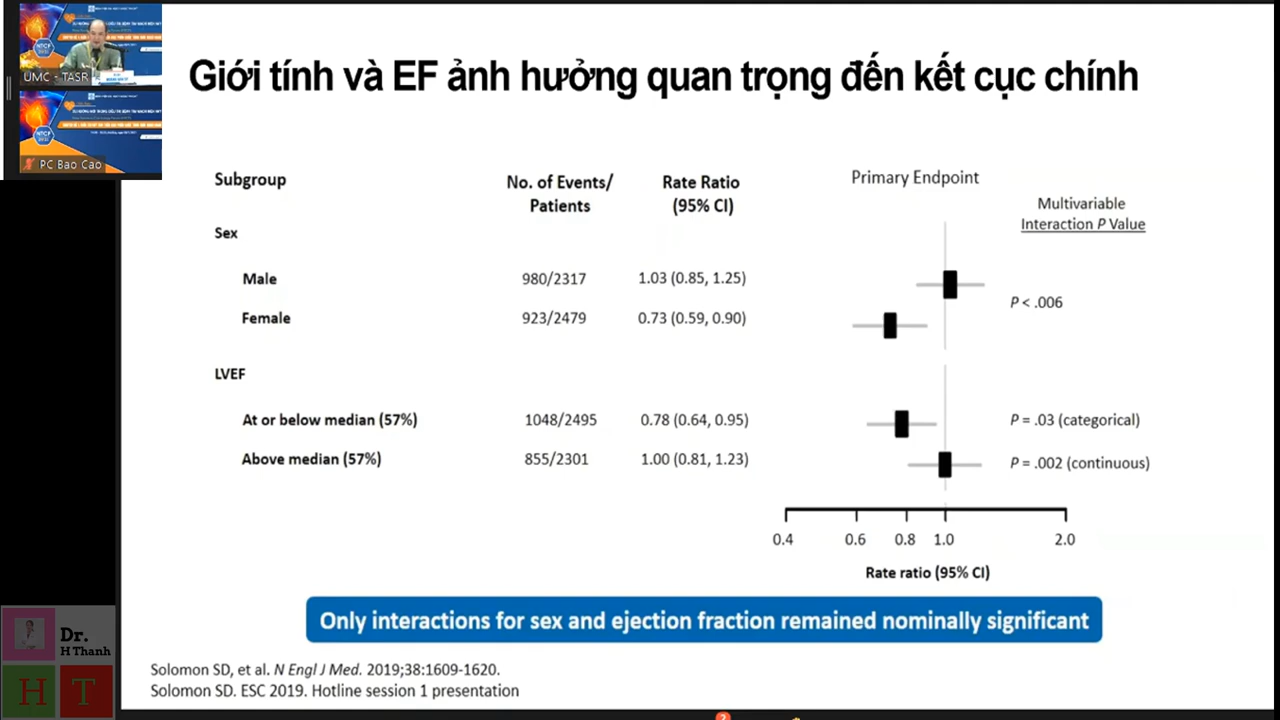 UMC - TASR
PC Bao Cao
Giới tính và EF ảnh hưởng quan trọng đến kết cục chính
Subgroup
No. of Events/
Patients
Rate Ratio
(95% CI)
Primary Endpoint
Multivariable
Interaction P Value
Sex
Male 980/2317 1.03 (0.85, 1.25)
P < .006
Female 923/2479 0.73 (0.59, 0.90)
LVEF
At or below median (57%) 1048/2495 0.78 (0.64, 0.95) P = .03 (categorical)
Above median (57%) 855/2301 1.00 (0.81, 1.23) P = .002 (continuous)
0.4 0.6 0.8 1.0 2.0
Rate ratio (95% CI)
Only interactions for sex and ejection fraction remained nominally significant
Solomon SD, et al. N Engl J Med. 2019;38:1609-1620.
Solomon SD. ESC 2019. Hotline session 1 presentation
Dr.
H Thanh
H T